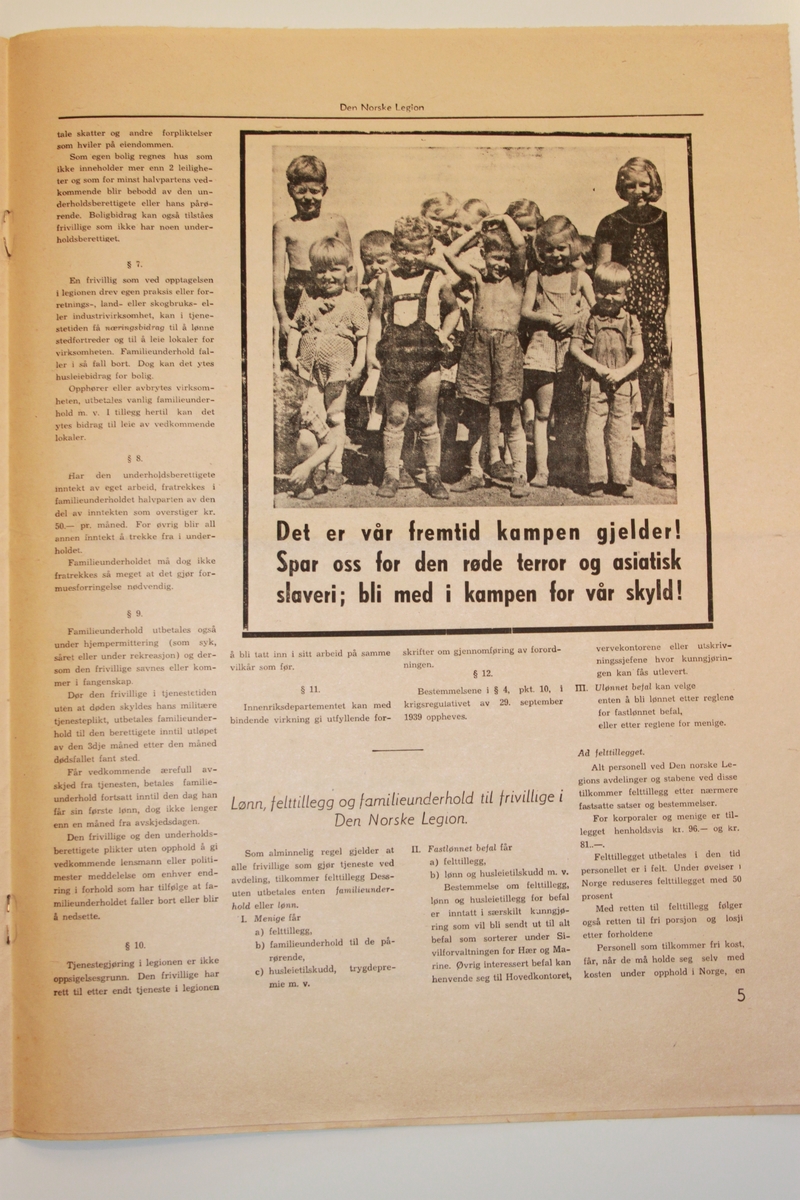 Den Norske Legion
tale skatter og andre forpliktelser
som hviler på eiendommen.
Som egen bolig regnes hus som
ikke inneholder mer enn 2 leilighe-
ter og som for minst halvpartens ved-
kommende blir bebodd av den un-
derholdsberettigete eller hans pårø-
rende. Boligbidrag kan også tilståes
frivillige som ikke har noen under-
holdsberettiget.
§ 7.
En frivillig som ved opptagelsen
i legionen drev egen praksis eller for-
retnings-, land- eller skogbruks- el-
ler industrivirksomhet, kan i tjene-
stetiden få næringsbidrag til å lønne
stedfortreder og til å leie lokaler for
virksomheten. Familieunderhold fal-
ler i så fall bort. Dog kan det ytes
husleiebidrag for bolig.
Opphører eller avbrytes virksom-
heten, utbetales vanlig familieunder-
hold m. v. I tillegg hertil kan det
ytes bidrag til leie av vedkommende
lokaler.
§ 8.
Har den underholdsberettigete
inntekt av eget arbeid, fratrekkes i
familieunderholdet halvparten av den
del av inntekten som overstiger kr.
50.— pr. måned. For øvrig blir all
annen inntekt å trekke fra i under-
holdet.
Familieunderholdet må dog ikke
fratrekkes så meget at det gjør for-
muesforringelse nødvendig.
§ 9.
Familieunderhold utbetales også
under hjempermittering (som syk,
såret eller under rekreasjon) og der-
som den frivillige savnes eller kom-
mer i fangenskap.
Dør den frivillige i tjenestetiden
uten at døden skyldes hans militære
tjenesteplikt, utbetales familieunder-
hold til den berettigete inntil utløpet
av den 3dje måned etter den måned
dødsfallet fant sted.
Får vedkommende ærefull av-
skjed fra tjenesten, betales familie-
underhold fortsatt inntil den dag han
får sin første lønn, dog ikke lenger
enn en måned fra avskjedsdagen.
Den frivillige og den underholds-
berettigete plikter uten opphold å gi
vedkommende lensmann eller politi-
mester meddelelse om enhver end-
ring i forhold som har tilfølge at fa-
milieunderholdet faller bort eller blir
å nedsette.
§ 10.
Tjenestegjøring i legionen er ikke
oppsigelsesgrunn. Den frivillige har
rett til etter endt tjeneste i legionen
Det er vår fremtid kampen gjelder!
Spar oss for den røde terror og asiatisk
slaveri; bli med i kampen for vår skyld!
å bli tatt inn i sitt arbeid på samme
vilkår som før.
§ 11.
Innenriksdepartementet kan med
bindende virkning gi utfyllende for-
skrifter om gjennomføring av forord-
ningen.
§ 12.
Bestemmelsene i § 4, pkt. 10, i
krigsregulativet av 29. september
1939 oppheves.
Lønn, felttillegg og familieunderhold til frivillige i
Den Norske Legion.
Som alminnelig regel gjelder at
alle frivillige som gjør tjeneste ved
avdeling, tilkommer felttillegg Dess-
uten utbetales enten familieunder-
hold eller lønn.
I. Menige får
a) felttillegg,
b) familieunderhold til de på-
rørende,
c) husleietilskudd, trygdepre-
mie m. v.
II. Fastlønnet befal får
a) felttillegg,
b) lønn og husleietilskudd m. v.
Bestemmelse om felttillegg,
lønn og husleietillegg for befal
er inntatt i særskilt kunngjø-
ring som vil bli sendt ut til alt
befal som sorterer under Si-
vilforvaltningen for Hær og Ma-
rine. Øvrig interessert befal kan
henvende seg til Hovedkontoret,
vervekontorene eller utskriv-
ningssjefene hvor kunngjørin-
gen kan fås utlevert.
III. Ulønnet befal kan velge
enten å bli lønnet etter reglene
for fastlønnet befal,
eller etter reglene for menige.
Ad felttillegget.
Alt personell ved Den norske Le-
gions avdelinger og stabene ved disse
tilkommer felttillegg etter nærmere
fastsatte satser og bestemmelser.
For korporaler og menige er til-
legget henholdsvis kr. 96.— og kr.
81.—.
Felttillegget utbetales i den tid
personellet er i felt. Under øvelser i
Norge reduseres felttillegget med 50
prosent
Med retten til felttillegg følger
også retten til fri porsjon og losji
etter forholdene
Personell som tilkommer fri kost,
får, når de må holde seg selv med
kosten under opphold i Norge, en
5